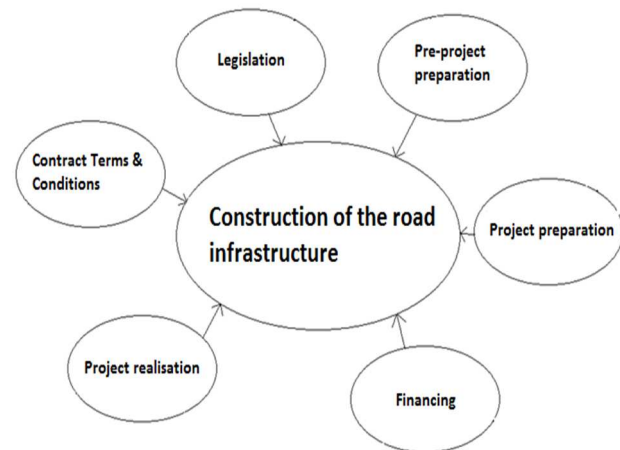 Legislation
Pre-project
preparation
Contract Terms &
Conditions
Construction of the road
infrastructure
Project preparation
Project realisation
Financing